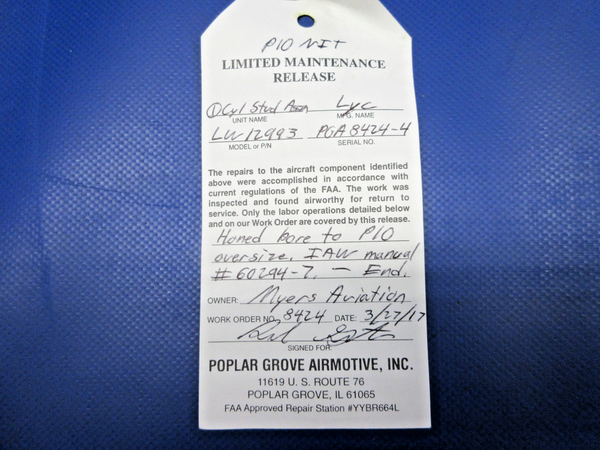 P10 NIT
LIMITED MAINTENANCE
RELEASE
① Cyl Stud Assn Lyc
UNIT NAME MFG. NAME
LW12993 PGA8424-4
MODEL or P/N SERIAL NO.
The repairs to the aircraft component identified
above were accomplished in accordance with
current regulations of the FAA. The work was
inspected and found airworthy for return to
service. Only the labor operations detailed below
and on our Work Order are covered by this release.
Honed bore to P10
oversize, IAW manual
# 60294-7. — End.
OWNER: Myers Aviation
WORK ORDER NO. 8424 DATE: 3/27/17
SIGNED FOR:
POPLAR GROVE AIRMOTIVE, INC.
11619 U. S. ROUTE 76
POPLAR GROVE, IL 61065
FAA Approved Repair Station #YYBR664L